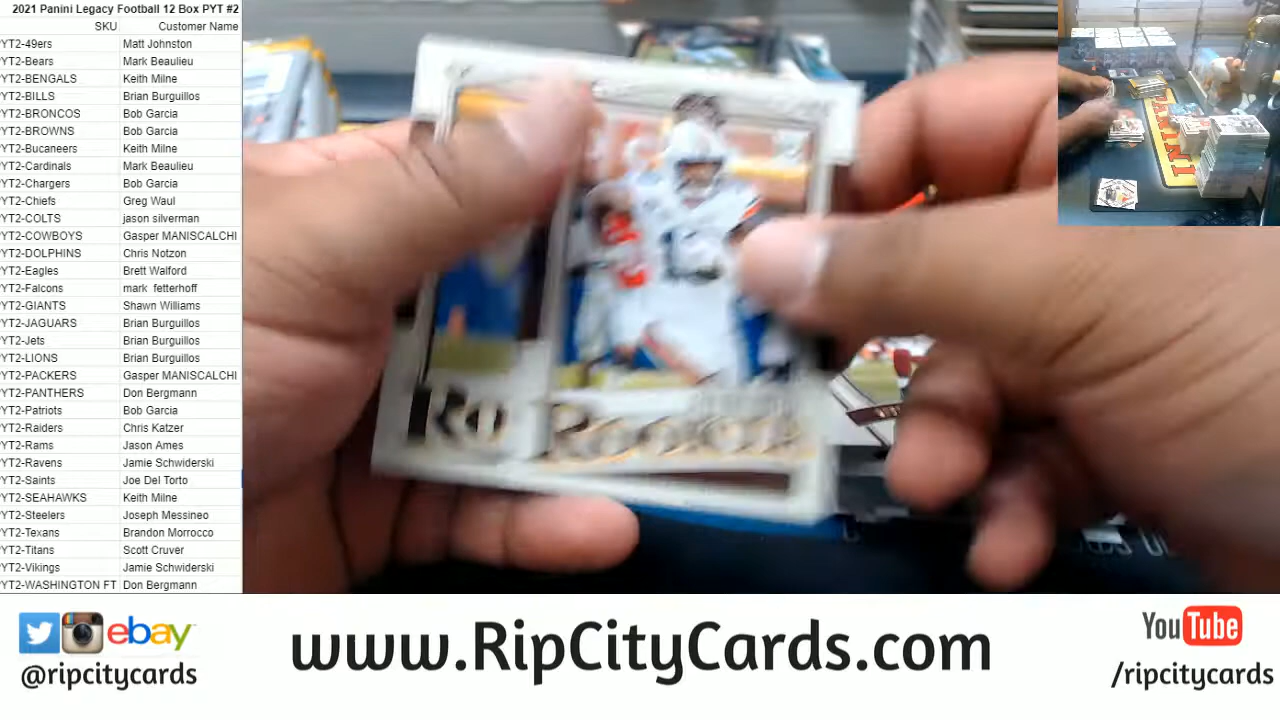 2021 Panini Legacy Football 12 Box PYT #2
SKU Customer Name
YT2-49ers Matt Johnston
YT2-Bears Mark Beaulieu
YT2-BENGALS Keith Milne
YT2-BILLS Brian Burguillos
YT2-BRONCOS Bob Garcia
YT2-BROWNS Bob Garcia
YT2-Bucaneers Keith Milne
YT2-Cardinals Mark Beaulieu
YT2-Chargers Bob Garcia
YT2-Chiefs Greg Waul
YT2-COLTS jason silverman
YT2-COWBOYS Gasper MANISCALCHI
YT2-DOLPHINS Chris Notzon
YT2-Eagles Brett Walford
YT2-Falcons mark fetterhoff
YT2-GIANTS Shawn Williams
YT2-JAGUARS Brian Burguillos
YT2-Jets Brian Burguillos
YT2-LIONS Brian Burguillos
YT2-PACKERS Gasper MANISCALCHI
YT2-PANTHERS Don Bergmann
YT2-Patriots Bob Garcia
YT2-Raiders Chris Katzer
YT2-Rams Jason Ames
YT2-Ravens Jamie Schwiderski
YT2-Saints Joe Del Torto
YT2-SEAHAWKS Keith Milne
YT2-Steelers Joseph Messineo
YT2-Texans Brandon Morrocco
YT2-Titans Scott Cruver
YT2-Vikings Jamie Schwiderski
YT2-WASHINGTON FT Don Bergmann
PANINI
12
Ro
Rookie
ebay
@ripcitycards
www.RipCityCards.com
YouTube
/ripcitycards